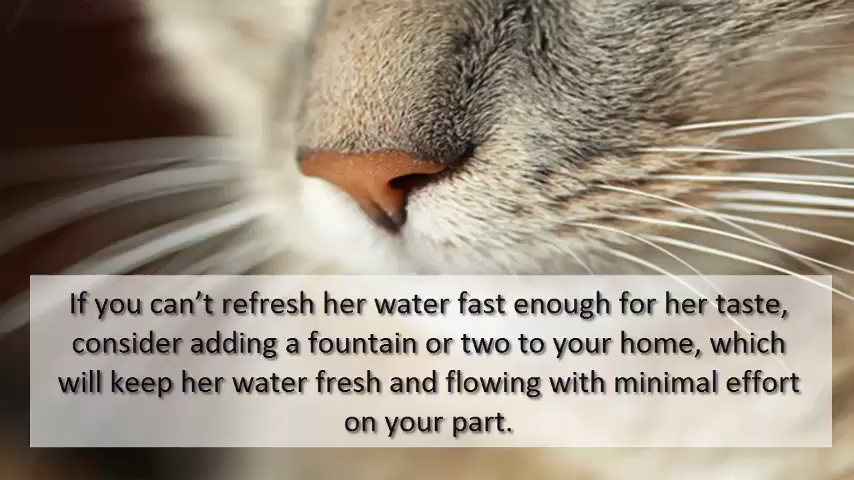 If you can’t refresh her water fast enough for her taste,
consider adding a fountain or two to your home, which
will keep her water fresh and flowing with minimal effort
on your part.